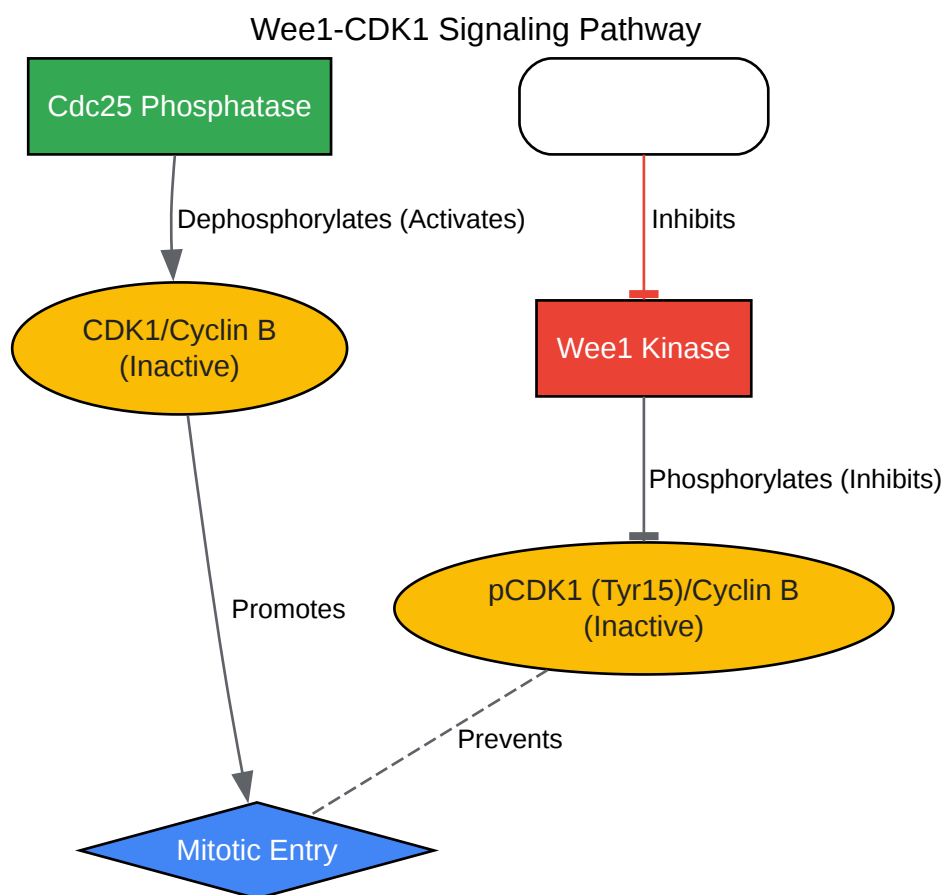 Wee1-CDK1 Signaling Pathway
Cdc25 Phosphatase
Dephosphorylates (Activates)
Inhibits
CDK1/Cyclin B
(Inactive)
Wee1 Kinase
Phosphorylates (Inhibits)
Promotes
pCDK1 (Tyr15)/Cyclin B
(Inactive)
Prevents
Mitotic Entry